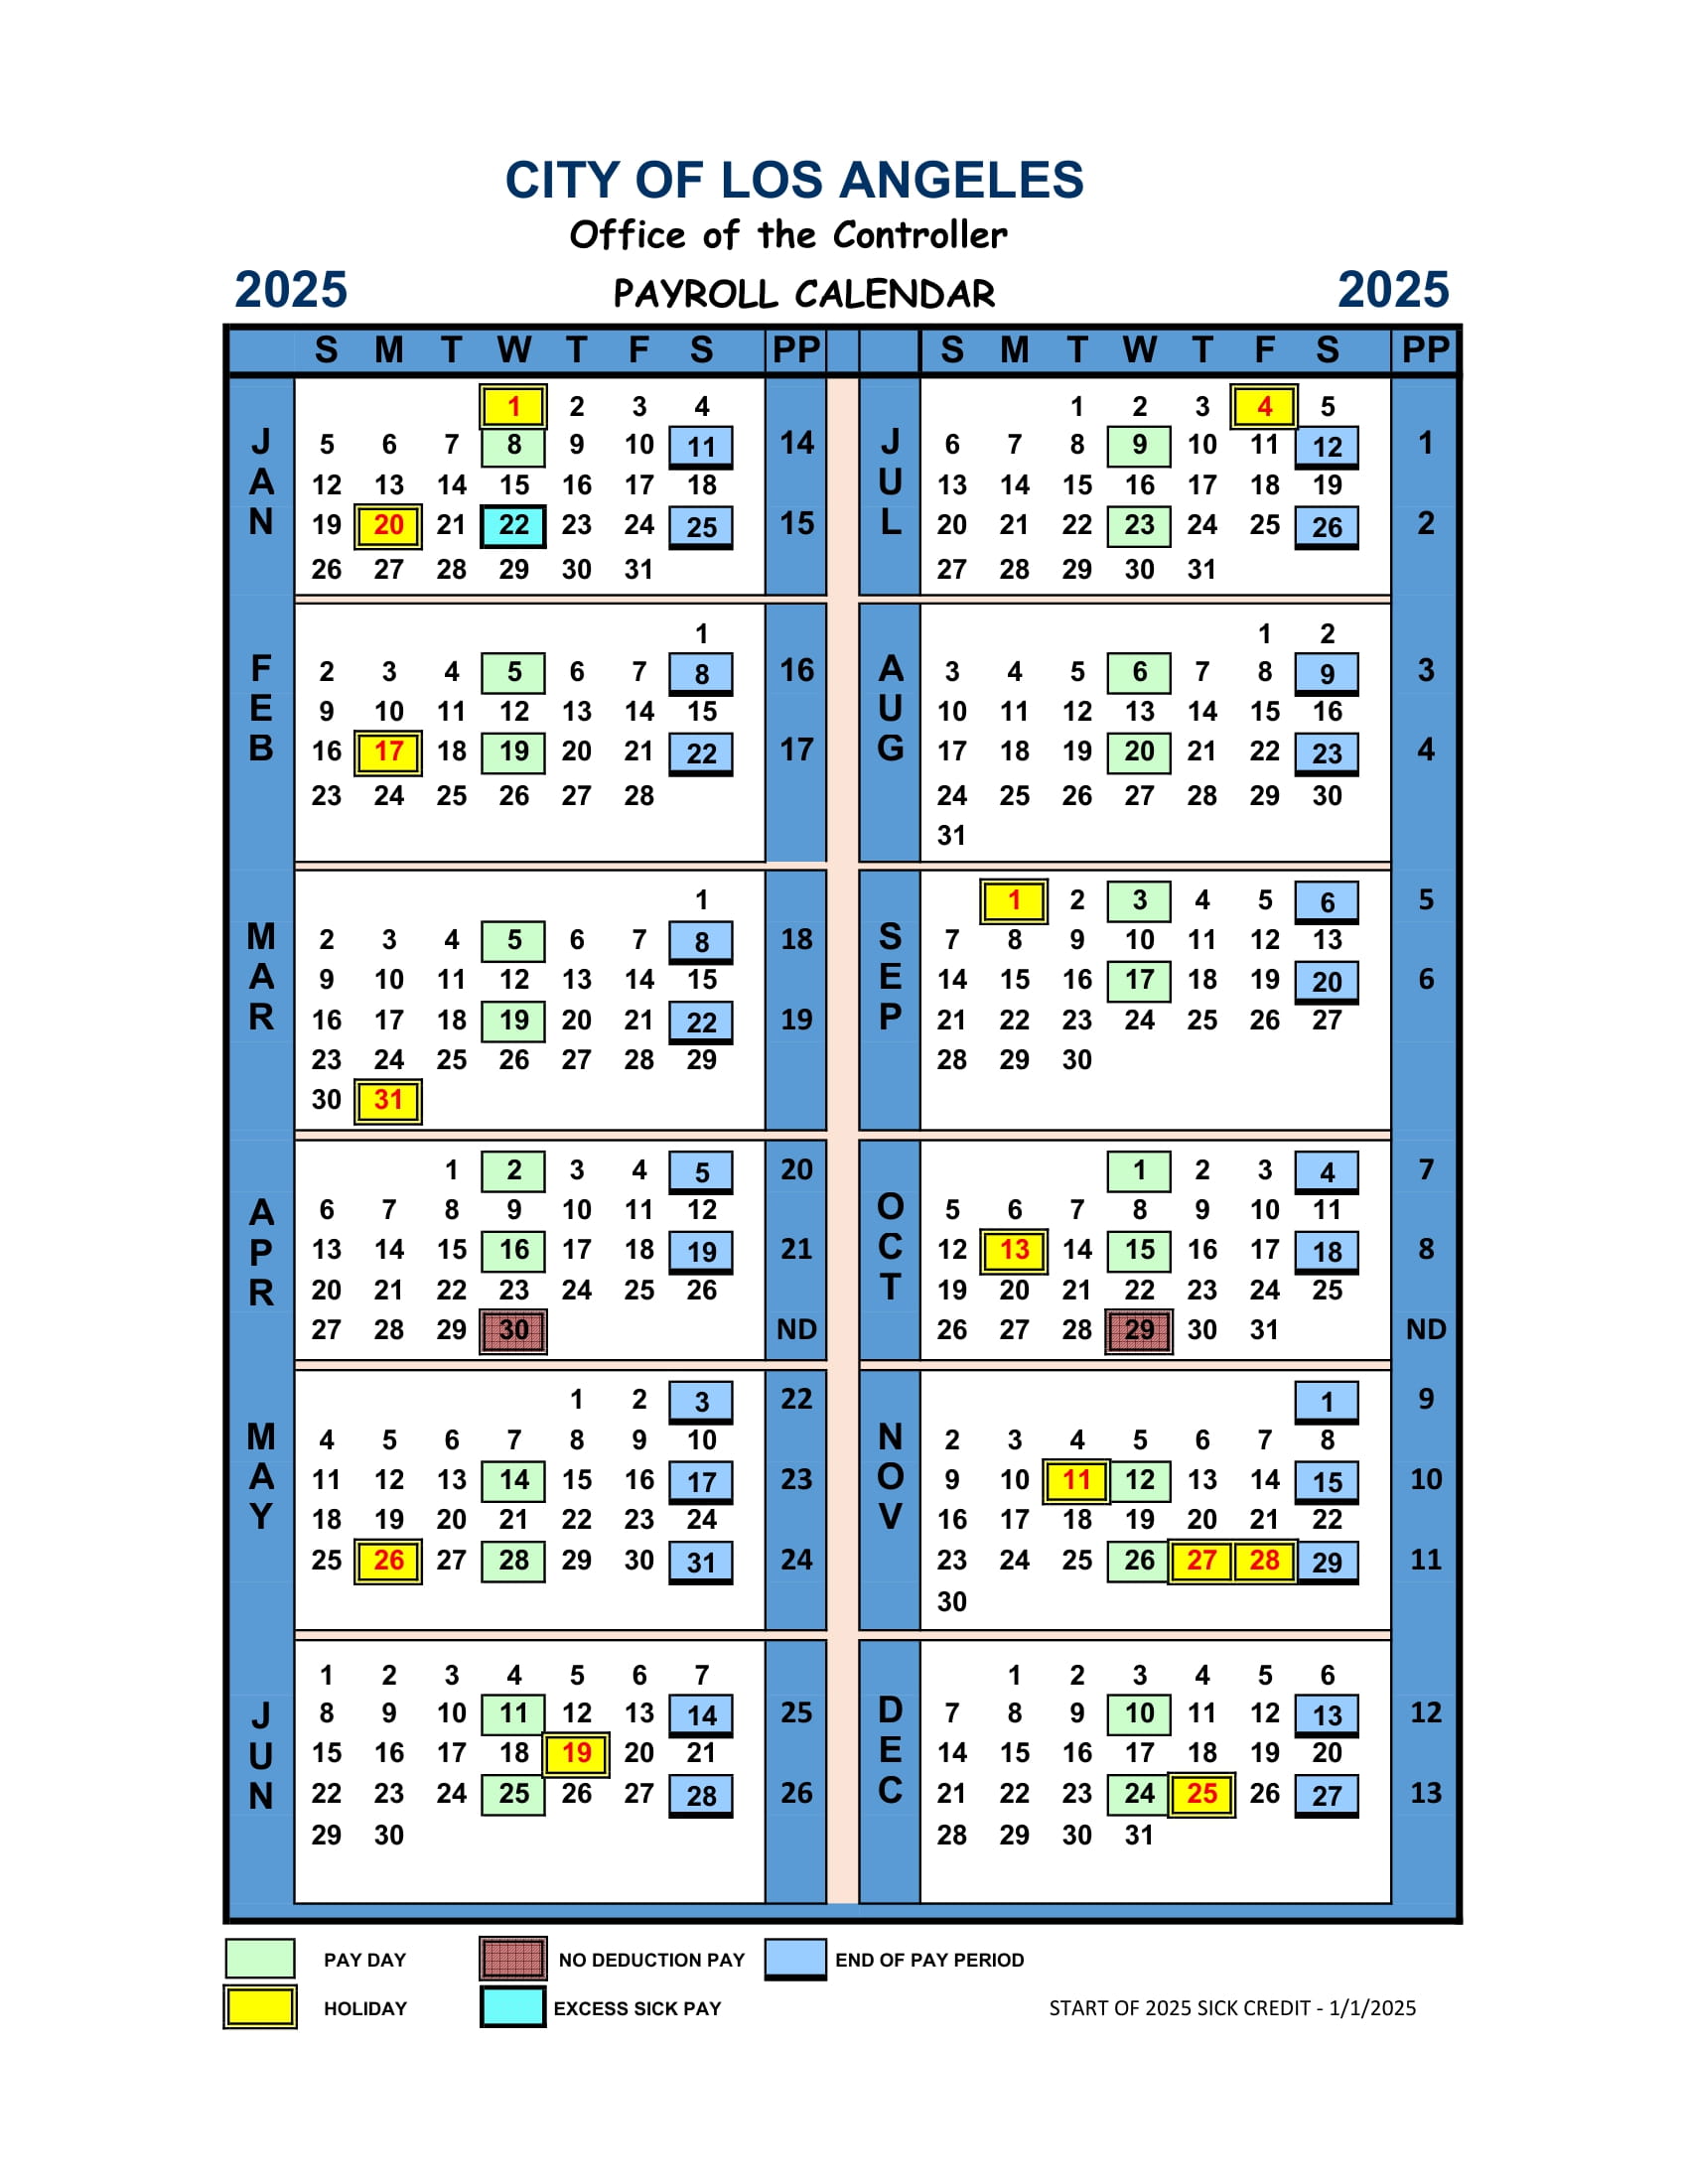 CITY OF LOS ANGELES
Office of the Controller
2025 PAYROLL CALENDAR 2025
S M T W T F S PP S M T W T F S PP
JAN
1 2 3 4
5 6 7 8 9 10 11 14
12 13 14 15 16 17 18
19 20 21 22 23 24 25 15
26 27 28 29 30 31
FEB
1
2 3 4 5 6 7 8 16
9 10 11 12 13 14 15
16 17 18 19 20 21 22 17
23 24 25 26 27 28
MAR
1
2 3 4 5 6 7 8 18
9 10 11 12 13 14 15
16 17 18 19 20 21 22 19
23 24 25 26 27 28 29
30 31
APR
1 2 3 4 5 20
6 7 8 9 10 11 12
13 14 15 16 17 18 19 21
20 21 22 23 24 25 26
27 28 29 30 ND
MAY
1 2 3 22
4 5 6 7 8 9 10
11 12 13 14 15 16 17 23
18 19 20 21 22 23 24
25 26 27 28 29 30 31 24
JUN
1 2 3 4 5 6 7
8 9 10 11 12 13 14 25
15 16 17 18 19 20 21
22 23 24 25 26 27 28 26
29 30
JUL
1 2 3 4 5
6 7 8 9 10 11 12 1
13 14 15 16 17 18 19
20 21 22 23 24 25 26 2
27 28 29 30 31
AUG
1 2
3 4 5 6 7 8 9 3
10 11 12 13 14 15 16
17 18 19 20 21 22 23 4
24 25 26 27 28 29 30
31
SEP
1 2 3 4 5 6 5
7 8 9 10 11 12 13
14 15 16 17 18 19 20 6
21 22 23 24 25 26 27
28 29 30
OCT
1 2 3 4 7
5 6 7 8 9 10 11
12 13 14 15 16 17 18 8
19 20 21 22 23 24 25
26 27 28 29 30 31 ND
NOV
1 9
2 3 4 5 6 7 8
9 10 11 12 13 14 15 10
16 17 18 19 20 21 22
23 24 25 26 27 28 29 11
30
DEC
1 2 3 4 5 6
7 8 9 10 11 12 13 12
14 15 16 17 18 19 20
21 22 23 24 25 26 27 13
28 29 30 31
PAY DAY NO DEDUCTION PAY END OF PAY PERIOD
HOLIDAY EXCESS SICK PAY START OF 2025 SICK CREDIT - 1/1/2025